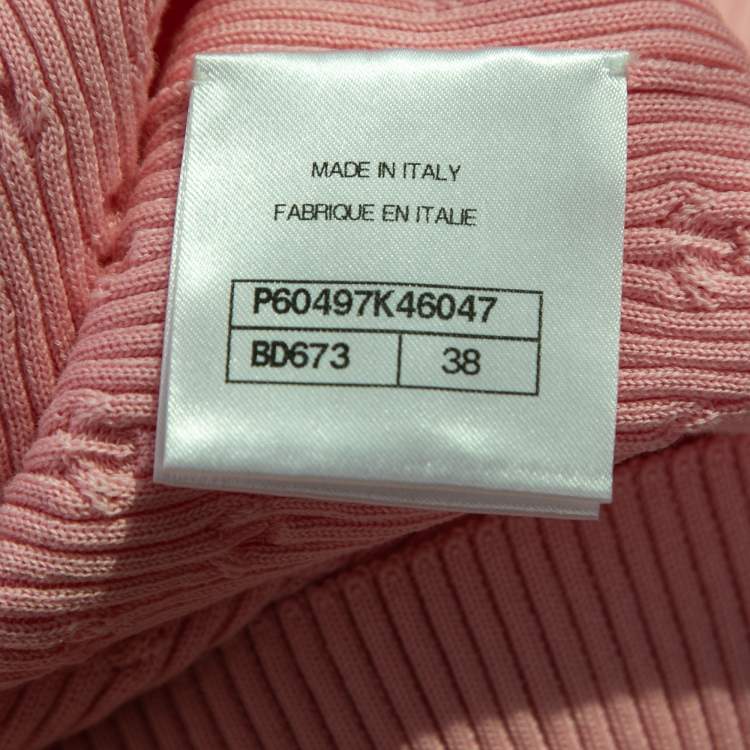 MADE IN ITALY
FABRIQUE EN ITALIE
P60497K46047
BD673 38